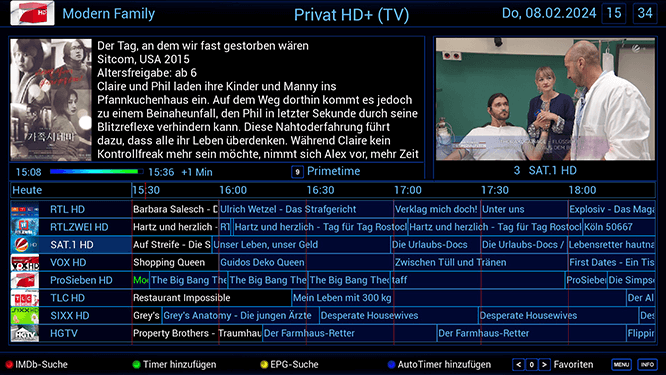 Modern Family
Privat HD+ (TV)
Do, 08.02.2024 15 34
Der Tag, an dem wir fast gestorben wären
Sitcom, USA 2015
Altersfreigabe: ab 6
Claire und Phil laden ihre Kinder und Manny ins
Pfannkuchenhaus ein. Auf dem Weg dorthin kommt es jedoch
zu einem Beinaheunfall, den Phil in letzter Sekunde durch seine
Blitzreflexe verhindern kann. Diese Nahtoderfahrung führt
dazu, dass alle ihr Leben überdenken. Während Claire kein
Kontrollfreak mehr sein möchte, nimmt sich Alex vor, mehr Zeit
가족시네마
15:08 15:36 +1 Min 9 Primetime 3 SAT.1 HD
Heute 15:30 16:00 16:30 17:00 17:30 18:00
RTL HD Barbara Salesch - D Ulrich Wetzel - Das Strafgericht Verklag mich doch! Unter uns Explosiv - Das Maga
RTLZWEI HD Hartz und herzlich - R1 Hartz und herzlich - Tag für Tag Rostoc Hartz und herzlich - Tag für Tag Rostoc Köln 50667
SAT.1 HD Auf Streife - Die S Unser Leben, unser Geld Die Urlaubs-Docs Die Urlaubs-Docs / Lebensretter hautna
VOX HD Shopping Queen Guidos Deko Queen Zwischen Tüll und Tränen First Dates - Ein Tis
ProSieben HD Mo The Big Bang The The Big Bang The The Big Bang The taff ProSieben Die Simpso
TLC HD Restaurant Impossible Mein Leben mit 300 kg Der Al
SIXX HD Grey's Grey's Anatomy - Die jungen Ärzte Desperate Housewives Desperate Housewives Des
HGTV Property Brothers - Traumhau Der Farmhaus-Retter Der Farmhaus-Retter Flippin
IMDb-Suche Timer hinzufügen EPG-Suche AutoTimer hinzufügen < 0 > Favoriten MENU INFO